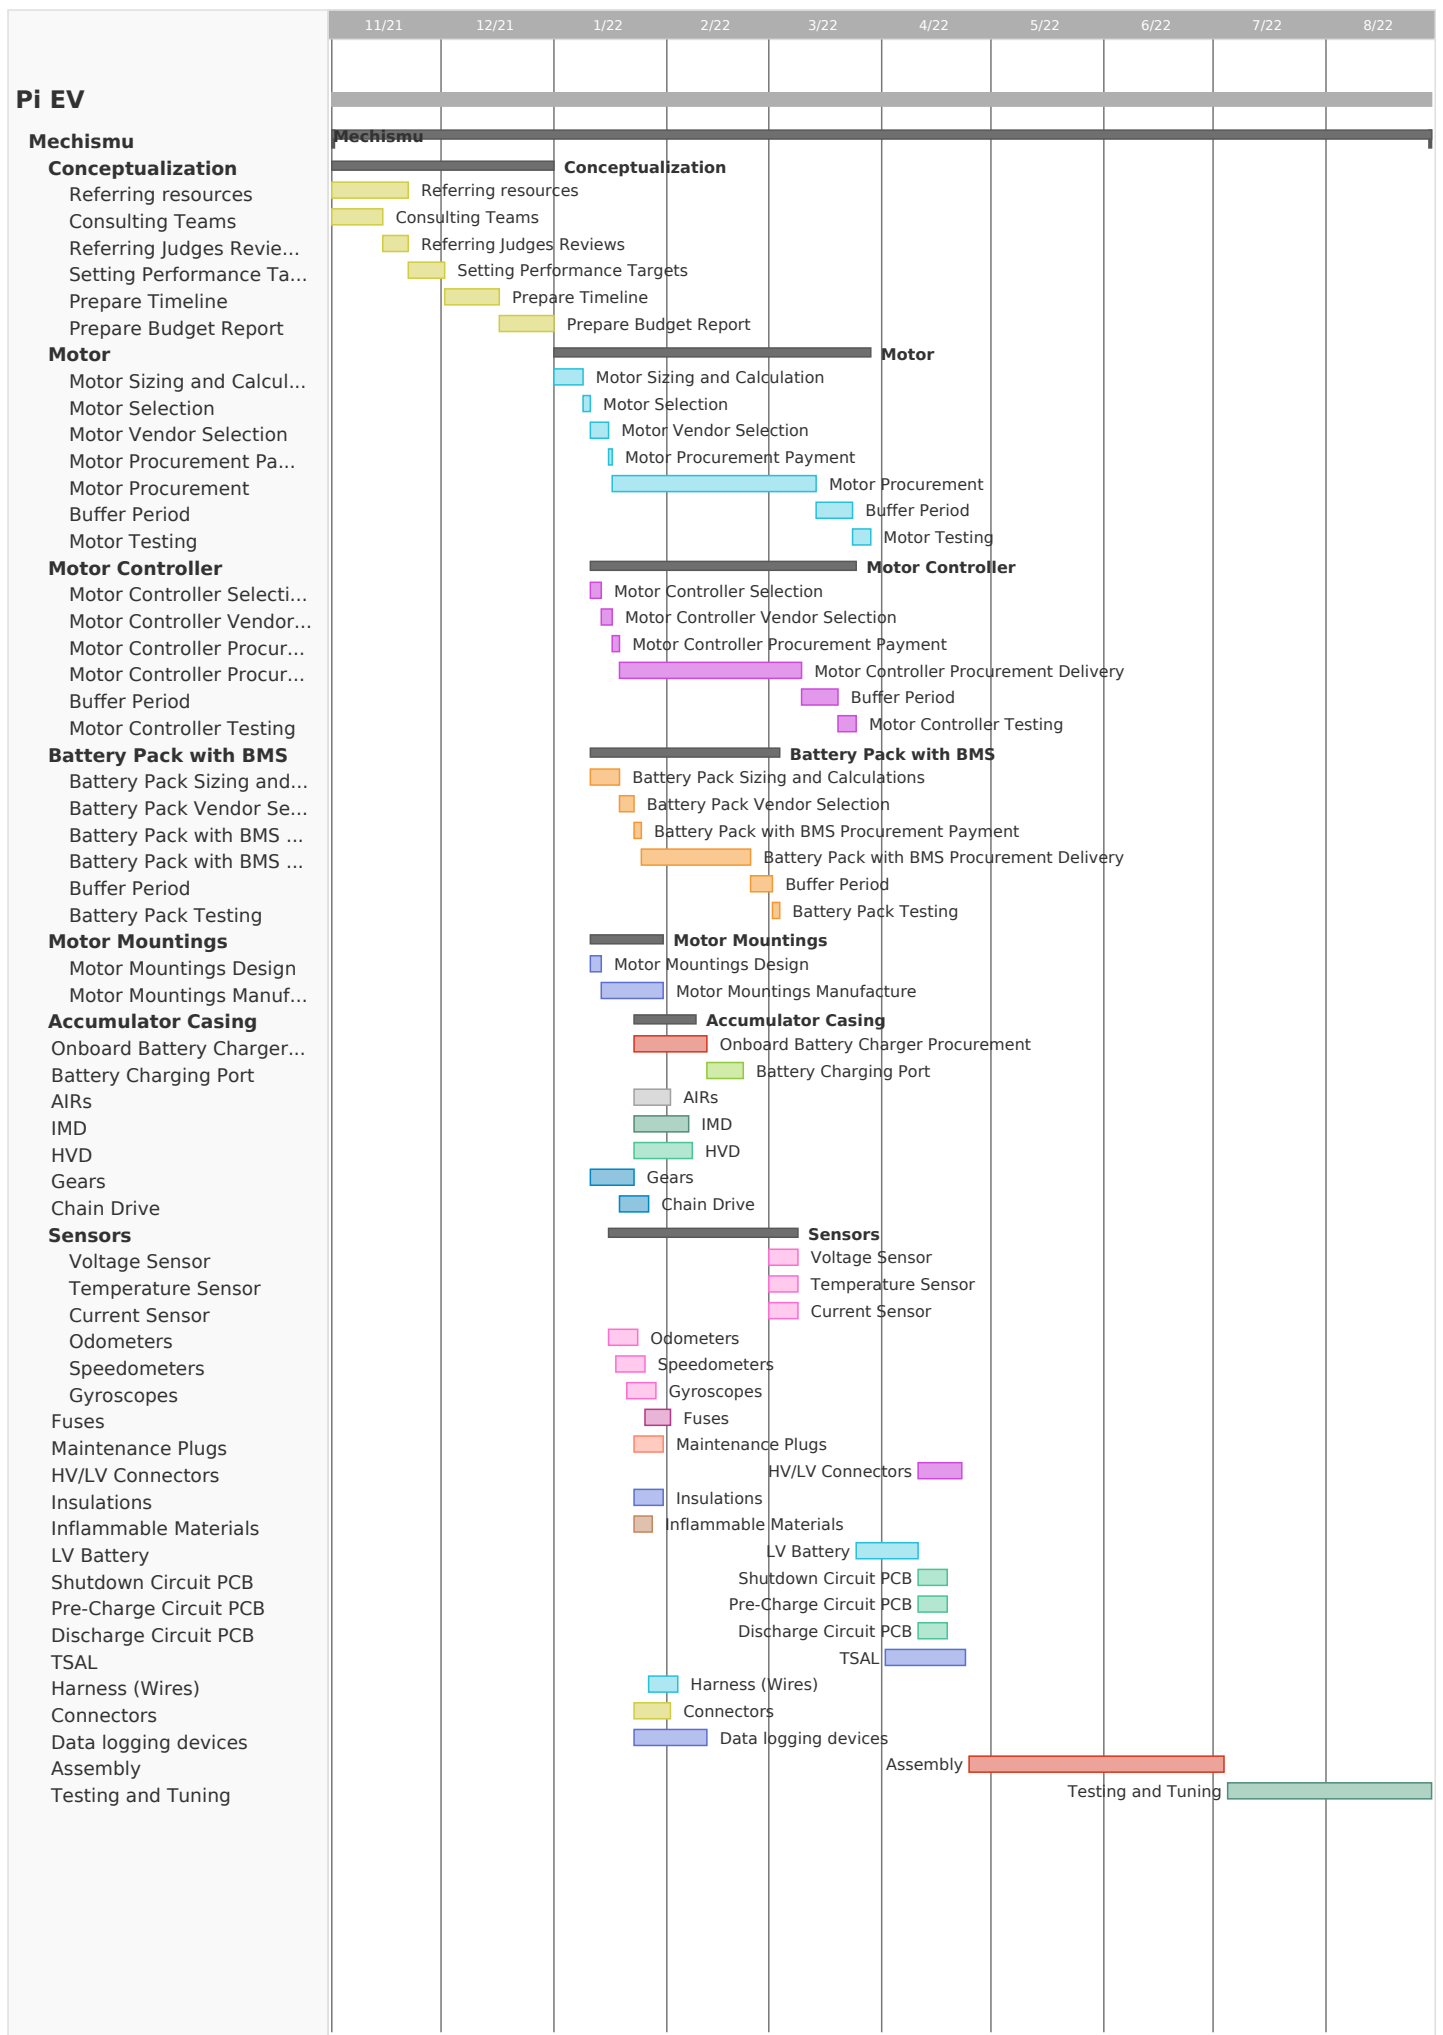 11/21 12/21 1/22 2/22 3/22 4/22 5/22 6/22 7/22 8/22
Pi EV
Mechismu Mechismu
Conceptualization Conceptualization
Referring resources Referring resources
Consulting Teams Consulting Teams
Referring Judges Revie... Referring Judges Reviews
Setting Performance Ta... Setting Performance Targets
Prepare Timeline Prepare Timeline
Prepare Budget Report Prepare Budget Report
Motor Motor
Motor Sizing and Calcul... Motor Sizing and Calculation
Motor Selection Motor Selection
Motor Vendor Selection Motor Vendor Selection
Motor Procurement Pa... Motor Procurement Payment
Motor Procurement Motor Procurement
Buffer Period Buffer Period
Motor Testing Motor Testing
Motor Controller Motor Controller
Motor Controller Selecti... Motor Controller Selection
Motor Controller Vendor... Motor Controller Vendor Selection
Motor Controller Procur... Motor Controller Procurement Payment
Motor Controller Procur... Motor Controller Procurement Delivery
Buffer Period Buffer Period
Motor Controller Testing Motor Controller Testing
Battery Pack with BMS Battery Pack with BMS
Battery Pack Sizing and... Battery Pack Sizing and Calculations
Battery Pack Vendor Se... Battery Pack Vendor Selection
Battery Pack with BMS ... Battery Pack with BMS Procurement Payment
Battery Pack with BMS ... Battery Pack with BMS Procurement Delivery
Buffer Period Buffer Period
Battery Pack Testing Battery Pack Testing
Motor Mountings Motor Mountings
Motor Mountings Design Motor Mountings Design
Motor Mountings Manuf... Motor Mountings Manufacture
Accumulator Casing Accumulator Casing
Onboard Battery Charger... Onboard Battery Charger Procurement
Battery Charging Port Battery Charging Port
AIRs AIRs
IMD IMD
HVD HVD
Gears Gears
Chain Drive Chain Drive
Sensors Sensors
Voltage Sensor Voltage Sensor
Temperature Sensor Temperature Sensor
Current Sensor Current Sensor
Odometers Odometers
Speedometers Speedometers
Gyroscopes Gyroscopes
Fuses Fuses
Maintenance Plugs Maintenance Plugs
HV/LV Connectors HV/LV Connectors
Insulations Insulations
Inflammable Materials Inflammable Materials
LV Battery LV Battery
Shutdown Circuit PCB Shutdown Circuit PCB
Pre-Charge Circuit PCB Pre-Charge Circuit PCB
Discharge Circuit PCB Discharge Circuit PCB
TSAL TSAL
Harness (Wires) Harness (Wires)
Connectors Connectors
Data logging devices Data logging devices
Assembly Assembly
Testing and Tuning Testing and Tuning